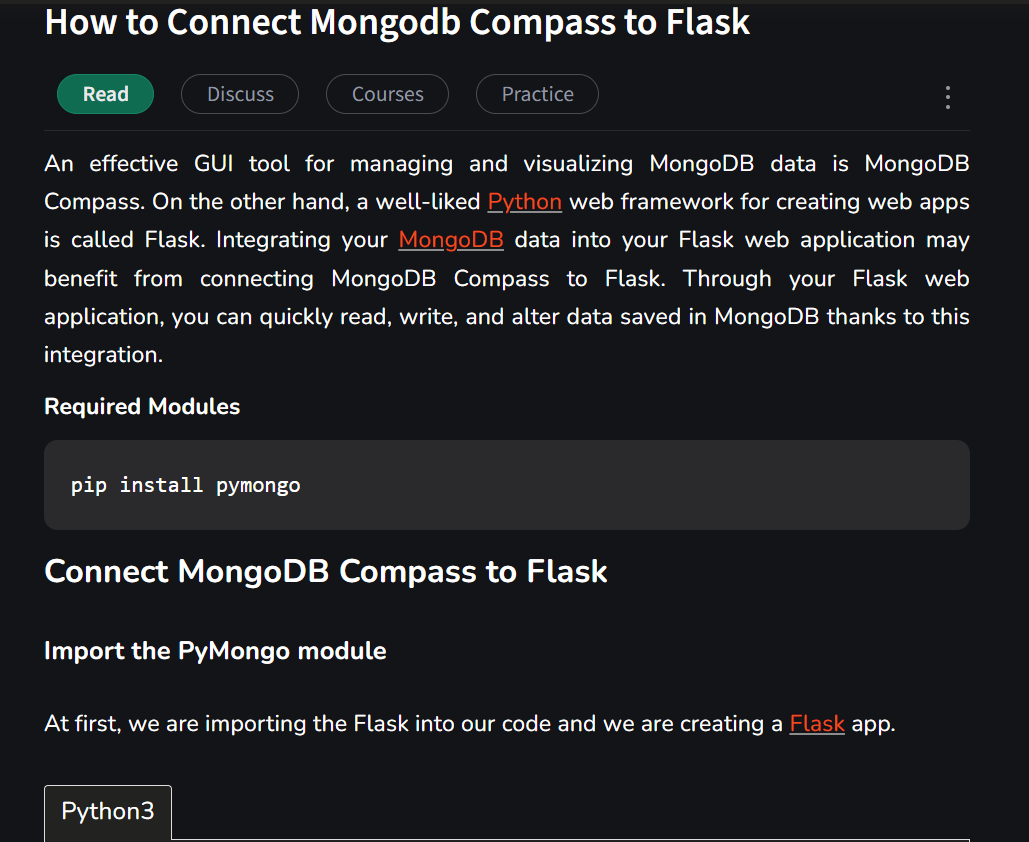 How to Connect Mongodb Compass to Flask
Read Discuss Courses Practice
An effective GUI tool for managing and visualizing MongoDB data is MongoDB
Compass. On the other hand, a well-liked Python web framework for creating web apps
is called Flask. Integrating your MongoDB data into your Flask web application may
benefit from connecting MongoDB Compass to Flask. Through your Flask web
application, you can quickly read, write, and alter data saved in MongoDB thanks to this
integration.
Required Modules
pip install pymongo
Connect MongoDB Compass to Flask
Import the PyMongo module
At first, we are importing the Flask into our code and we are creating a Flask app.
Python3